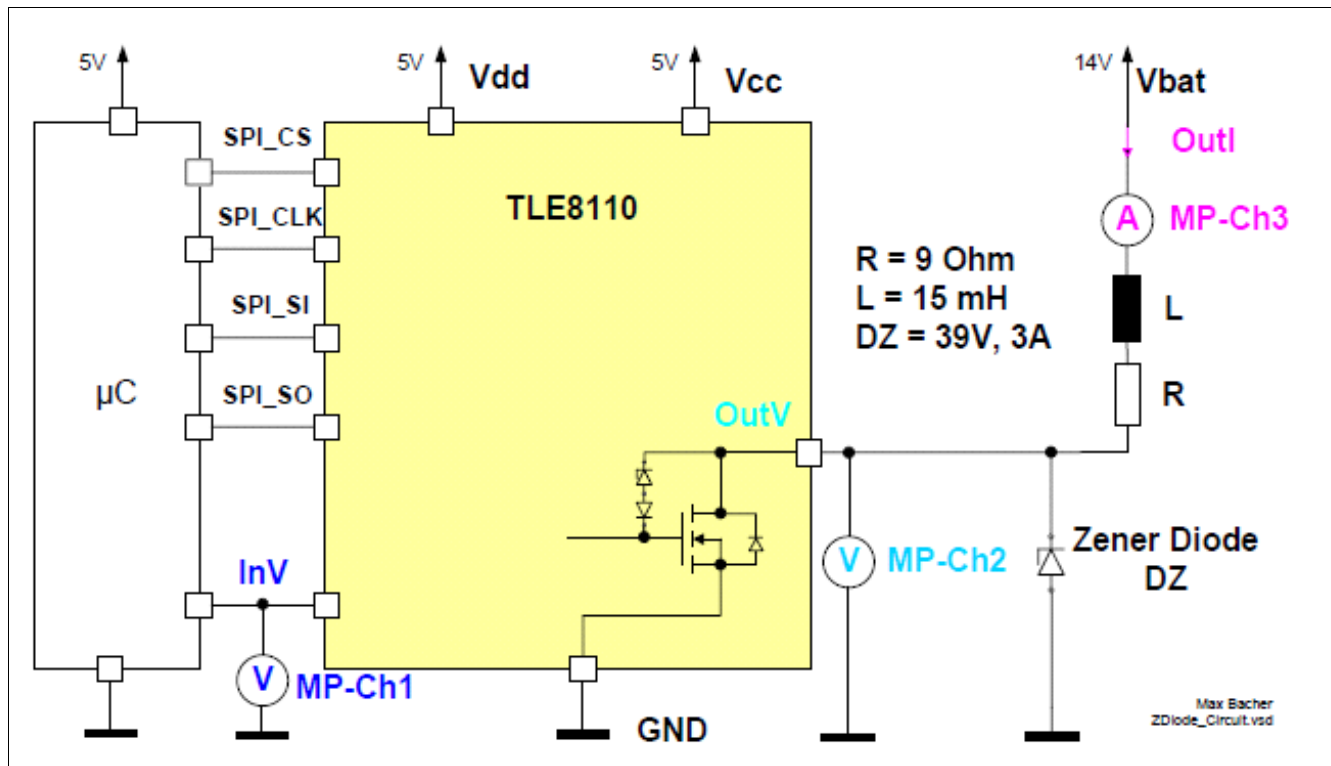 5V
5V
Vdd
5V
Vcc
14V
Vbat
SPI_CS
OutI
TLE8110
SPI_CLK
A
MP-Ch3
R = 9 Ohm
L = 15 mH
DZ = 39V, 3A
SPI_SI
L
µC
SPI_SO
R
OutV
V
MP-Ch2
Zener Diode
DZ
InV
V
MP-Ch1
GND
Max Bacher
ZDiode_Circuit.vsd